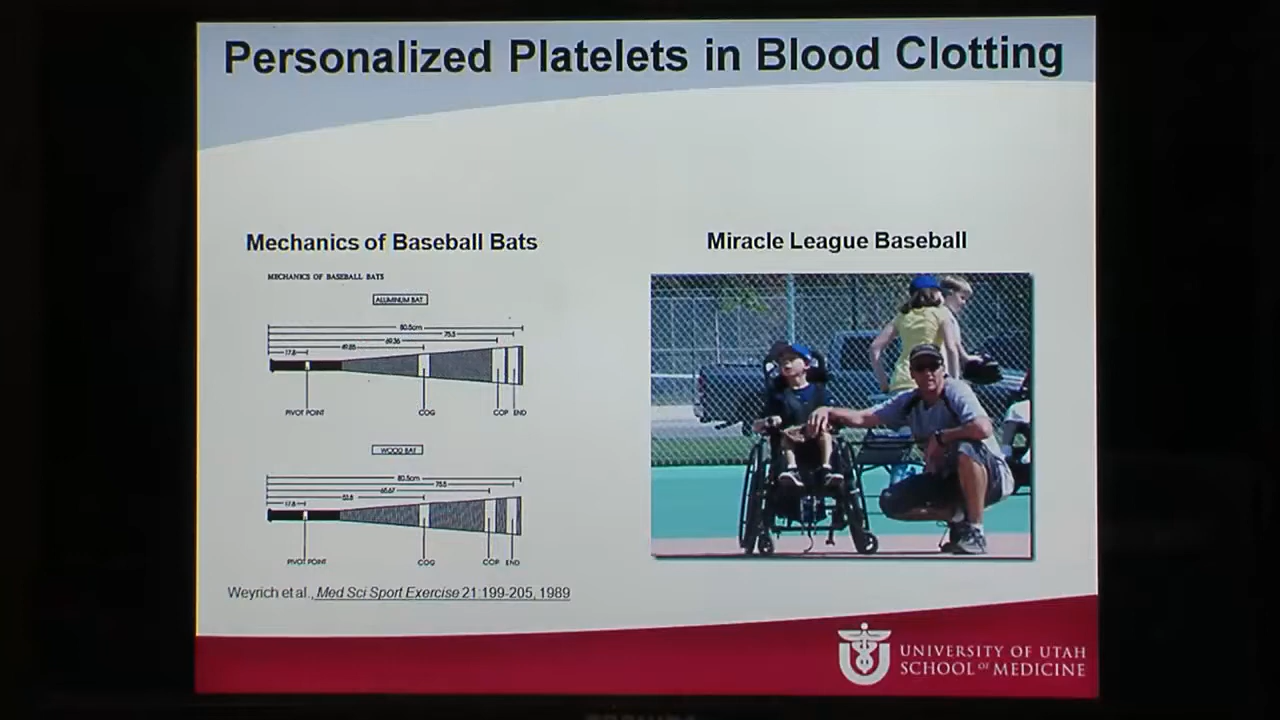 Personalized Platelets in Blood Clotting
Mechanics of Baseball Bats
MECHANICS OF BASEBALL BATS
ALUMINUM BAT
80.5cm
75.5
69.36
17.8
PIVOT POINT
COG
COP
END
WOOD BAT
80.5cm
75.5
17.8
PIVOT POINT
COG
COP
END
Weyrich et al., Med Sci Sport Exercise 21:199-205, 1989
Miracle League Baseball
UNIVERSITY OF UTAH
SCHOOL OF MEDICINE